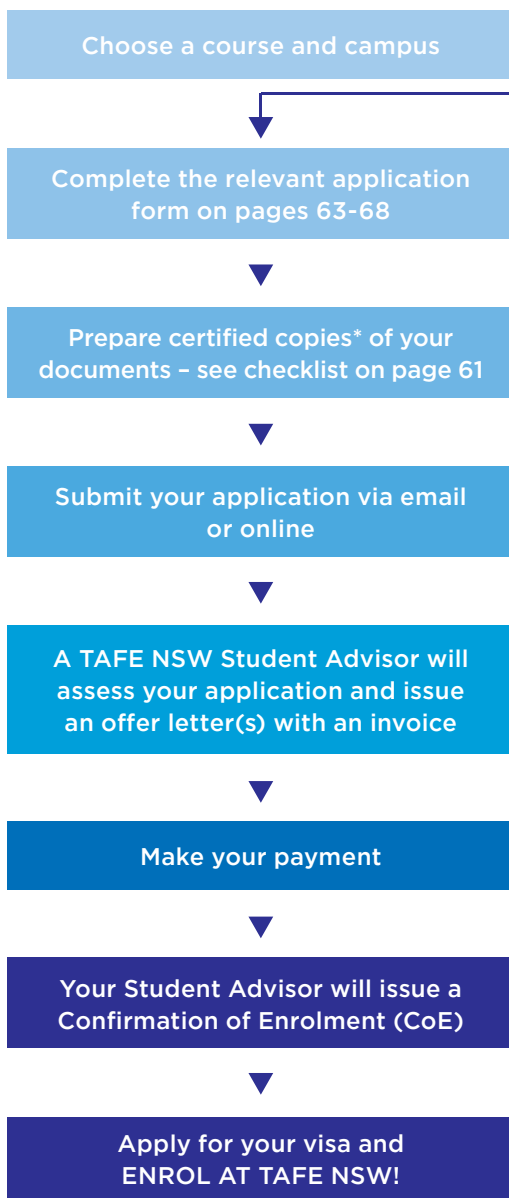 Choose a course and campus
Complete the relevant application
form on pages 63-68
Prepare certified copies* of your
documents – see checklist on page 61
Submit your application via email
or online
A TAFE NSW Student Advisor will
assess your application and issue
an offer letter(s) with an invoice
Make your payment
Your Student Advisor will issue a
Confirmation of Enrolment (CoE)
Apply for your visa and
ENROL AT TAFE NSW!